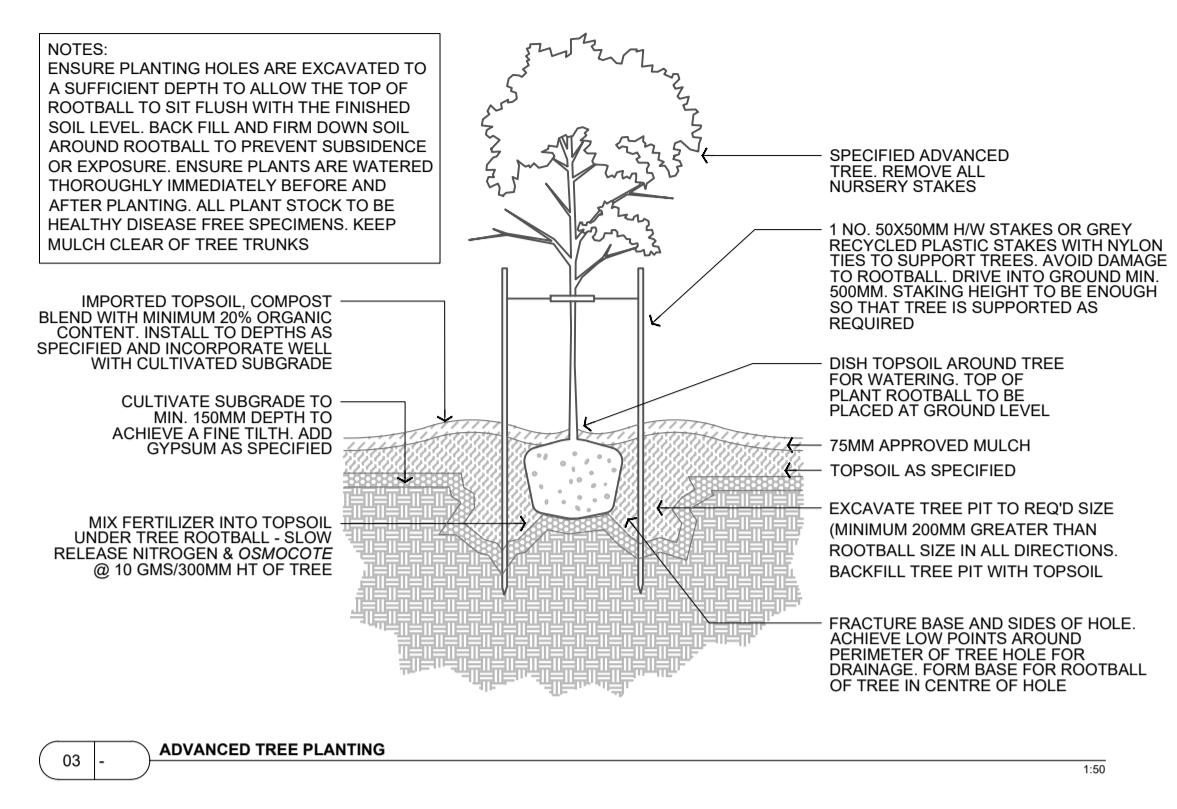 NOTES:
ENSURE PLANTING HOLES ARE EXCAVATED TO
A SUFFICIENT DEPTH TO ALLOW THE TOP OF
ROOTBALL TO SIT FLUSH WITH THE FINISHED
SOIL LEVEL. BACK FILL AND FIRM DOWN SOIL
AROUND ROOTBALL TO PREVENT SUBSIDENCE
OR EXPOSURE. ENSURE PLANTS ARE WATERED
THOROUGHLY IMMEDIATELY BEFORE AND
AFTER PLANTING. ALL PLANT STOCK TO BE
HEALTHY DISEASE FREE SPECIMENS. KEEP
MULCH CLEAR OF TREE TRUNKS
IMPORTED TOPSOIL, COMPOST
BLEND WITH MINIMUM 20% ORGANIC
CONTENT. INSTALL TO DEPTHS AS
SPECIFIED AND INCORPORATE WELL
WITH CULTIVATED SUBGRADE
CULTIVATE SUBGRADE TO
MIN. 150MM DEPTH TO
ACHIEVE A FINE TILTH. ADD
GYPSUM AS SPECIFIED
MIX FERTILIZER INTO TOPSOIL
UNDER TREE ROOTBALL - SLOW
RELEASE NITROGEN & OSMOCOTE
@ 10 GMS/300MM HT OF TREE
SPECIFIED ADVANCED
TREE. REMOVE ALL
NURSERY STAKES
1 NO. 50X50MM H/W STAKES OR GREY
RECYCLED PLASTIC STAKES WITH NYLON
TIES TO SUPPORT TREES. AVOID DAMAGE
TO ROOTBALL. DRIVE INTO GROUND MIN.
500MM. STAKING HEIGHT TO BE ENOUGH
SO THAT TREE IS SUPPORTED AS
REQUIRED
DISH TOPSOIL AROUND TREE
FOR WATERING. TOP OF
PLANT ROOTBALL TO BE
PLACED AT GROUND LEVEL
75MM APPROVED MULCH
TOPSOIL AS SPECIFIED
EXCAVATE TREE PIT TO REQ'D SIZE
(MINIMUM 200MM GREATER THAN
ROOTBALL SIZE IN ALL DIRECTIONS.
BACKFILL TREE PIT WITH TOPSOIL
FRACTURE BASE AND SIDES OF HOLE.
ACHIEVE LOW POINTS AROUND
PERIMETER OF TREE HOLE FOR
DRAINAGE. FORM BASE FOR ROOTBALL
OF TREE IN CENTRE OF HOLE
03 -
ADVANCED TREE PLANTING
1:50